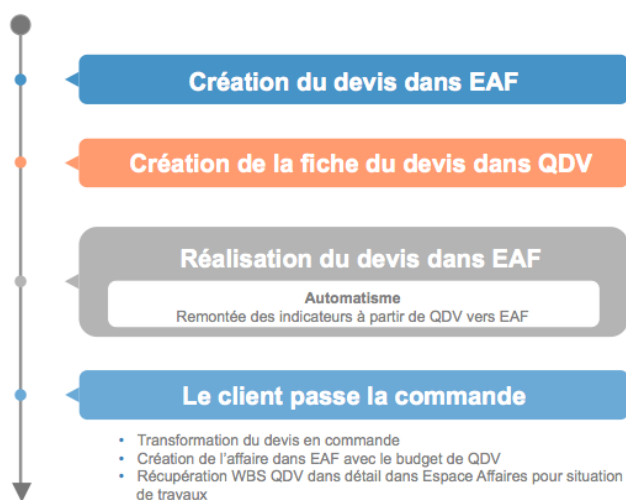 Création du devis dans EAF
Création de la fiche du devis dans QDV
Réalisation du devis dans EAF
Automatisme
Remontée des indicateurs à partir de QDV vers EAF
Le client passe la commande
• Transformation du devis en commande
• Création de l'affaire dans EAF avec le budget de QDV
• Récupération WBS QDV dans détail dans Espace Affaires pour situation
de travaux